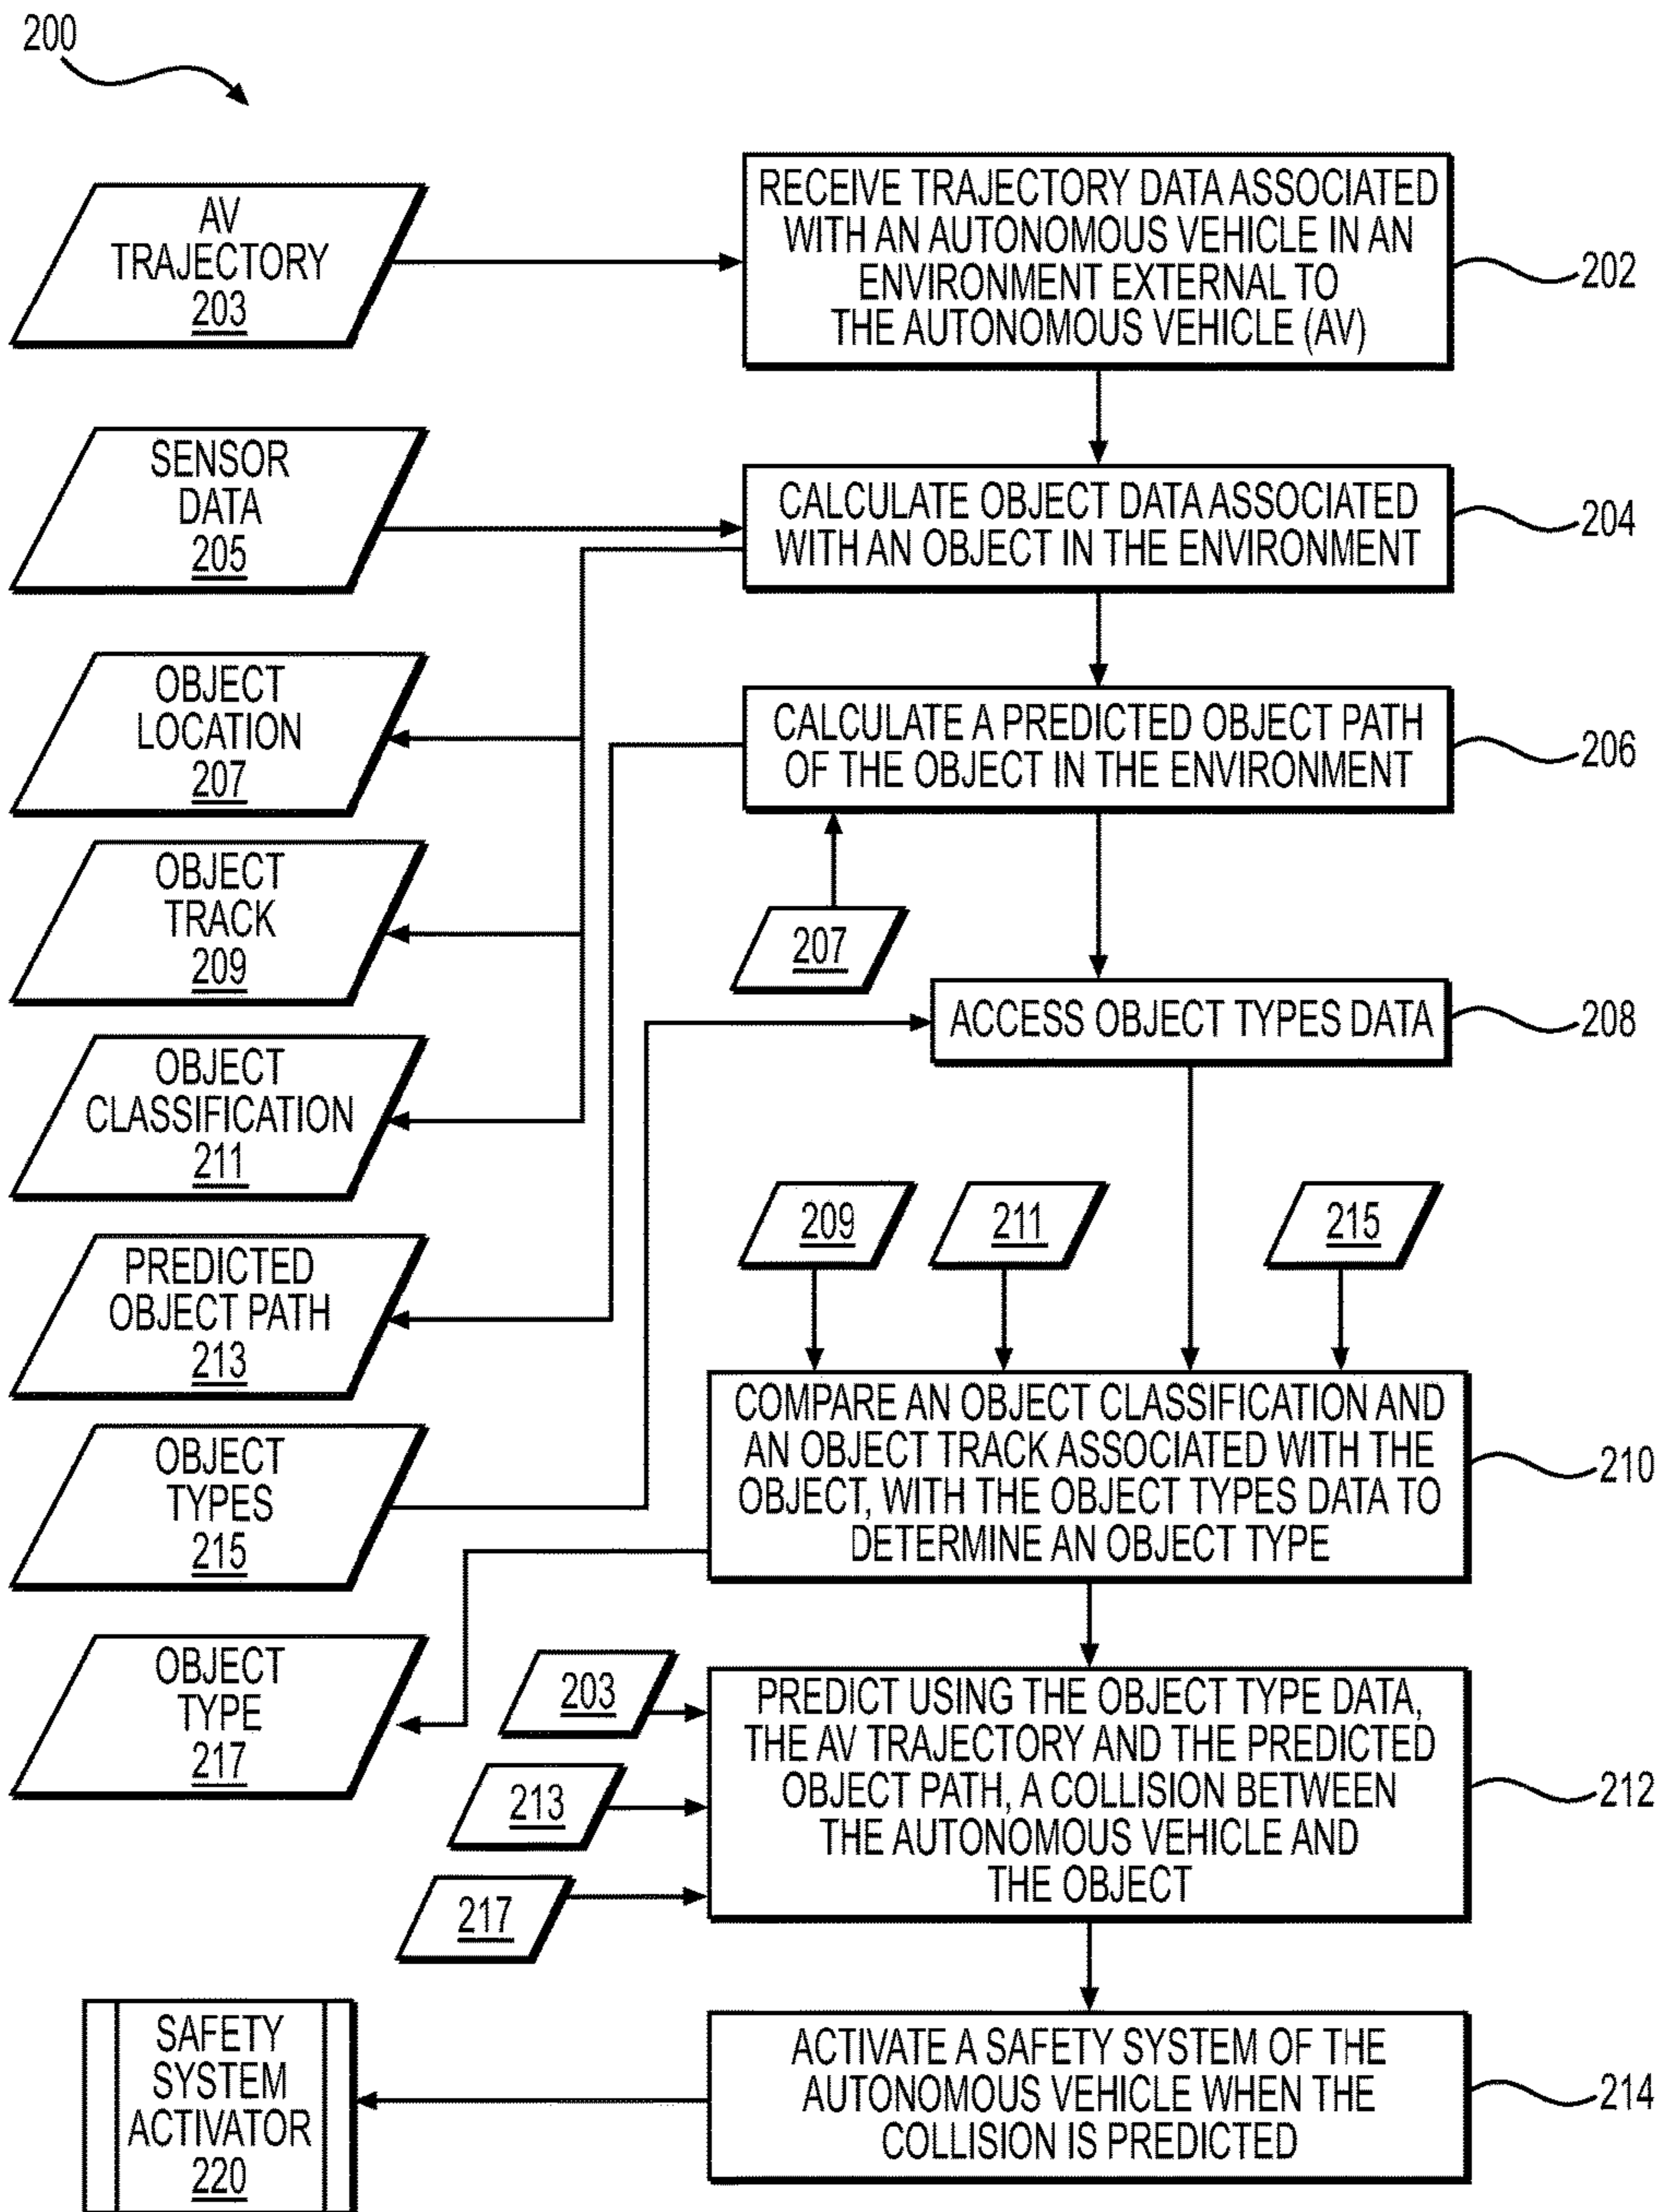 200
AV
TRAJECTORY
203
RECEIVE TRAJECTORY DATA ASSOCIATED
WITH AN AUTONOMOUS VEHICLE IN AN
ENVIRONMENT EXTERNAL TO
THE AUTONOMOUS VEHICLE (AV)
202
SENSOR
DATA
205
CALCULATE OBJECT DATA ASSOCIATED
WITH AN OBJECT IN THE ENVIRONMENT
204
OBJECT
LOCATION
207
CALCULATE A PREDICTED OBJECT PATH
OF THE OBJECT IN THE ENVIRONMENT
206
OBJECT
TRACK
209
207
ACCESS OBJECT TYPES DATA
208
OBJECT
CLASSIFICATION
211
209
211
215
PREDICTED
OBJECT PATH
213
COMPARE AN OBJECT CLASSIFICATION AND
AN OBJECT TRACK ASSOCIATED WITH THE
OBJECT, WITH THE OBJECT TYPES DATA TO
DETERMINE AN OBJECT TYPE
210
OBJECT
TYPES
215
OBJECT
TYPE
217
203
213
217
PREDICT USING THE OBJECT TYPE DATA,
THE AV TRAJECTORY AND THE PREDICTED
OBJECT PATH, A COLLISION BETWEEN
THE AUTONOMOUS VEHICLE AND
THE OBJECT
212
SAFETY
SYSTEM
ACTIVATOR
220
ACTIVATE A SAFETY SYSTEM OF THE
AUTONOMOUS VEHICLE WHEN THE
COLLISION IS PREDICTED
214